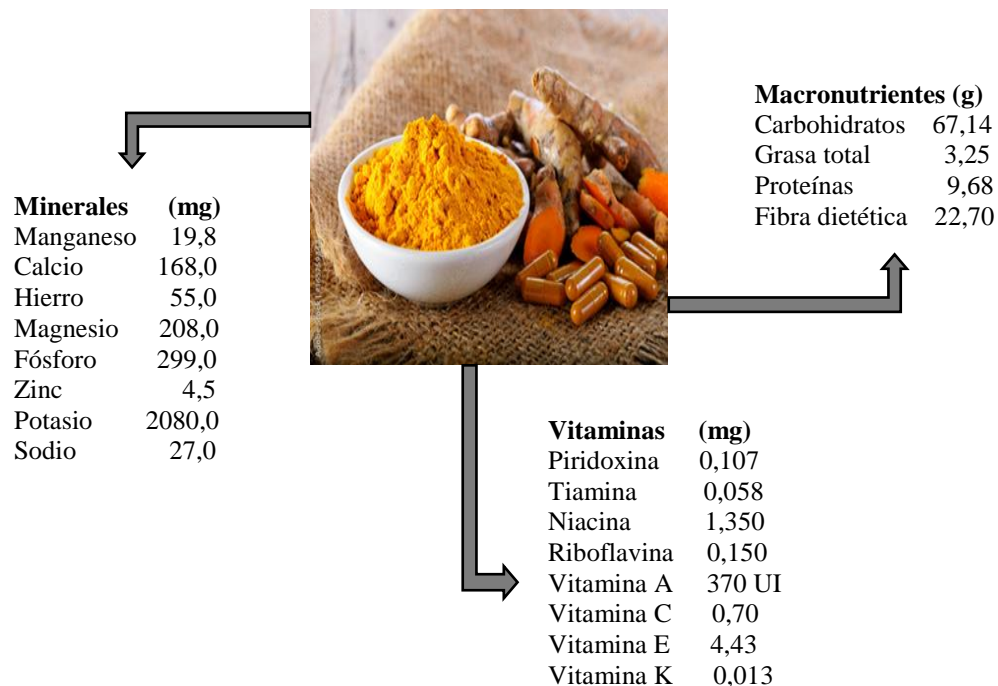 Macronutrientes (g)
Carbohidratos 67,14
Grasa total 3,25
Proteínas 9,68
Fibra dietética 22,70
Minerales (mg)
Manganeso 19,8
Calcio 168,0
Hierro 55,0
Magnesio 208,0
Fósforo 299,0
Zinc 4,5
Potasio 2080,0
Sodio 27,0
Vitaminas (mg)
Piridoxina 0,107
Tiamina 0,058
Niacina 1,350
Riboflavina 0,150
Vitamina A 370 UI
Vitamina C 0,70
Vitamina E 4,43
Vitamina K 0,013